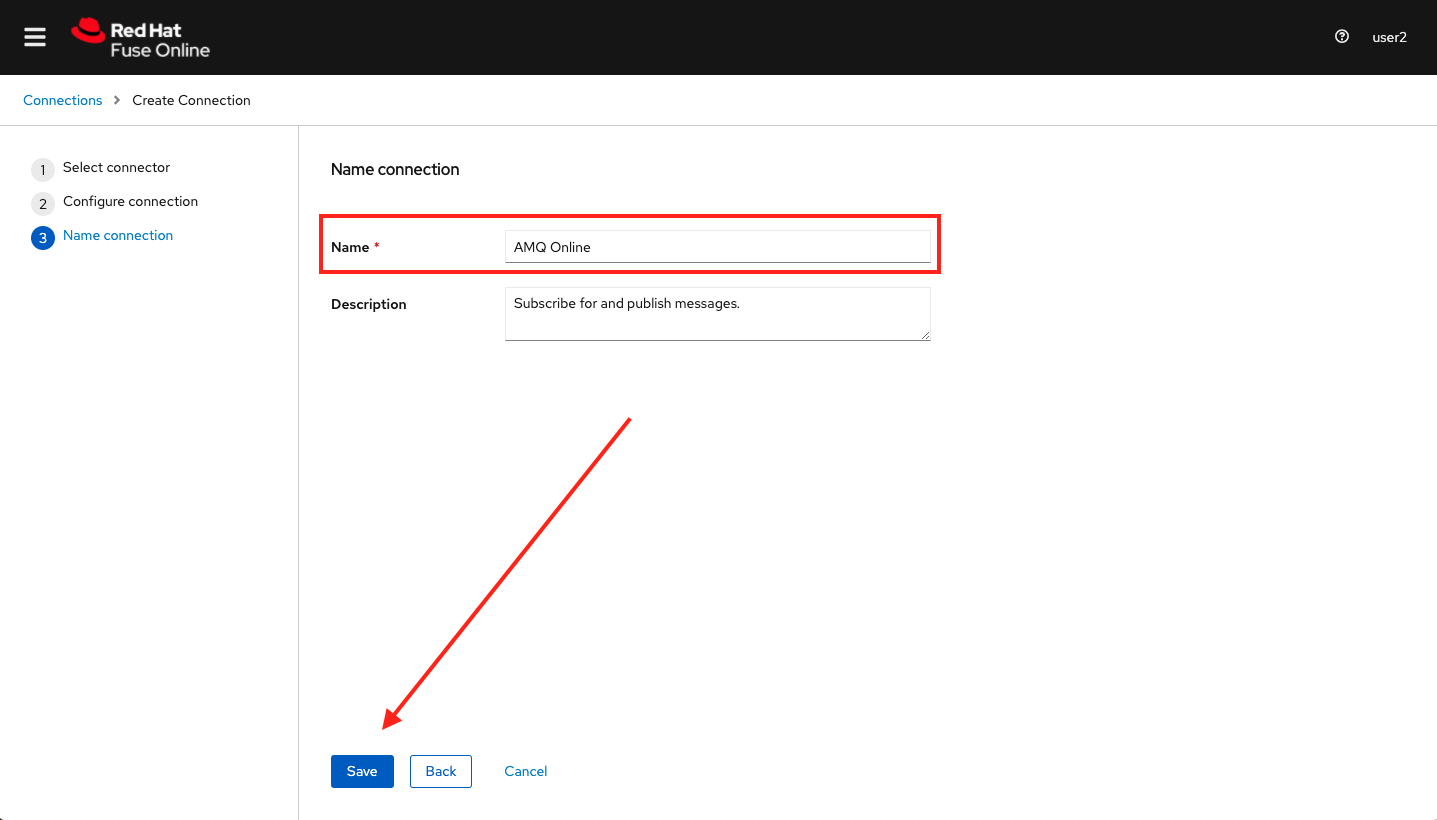 Red Hat
Fuse Online
user2
Connections > Create Connection
1 Select connector
2 Configure connection
3 Name connection
Name connection
Name * AMQ Online
Description Subscribe for and publish messages.
Save Back Cancel